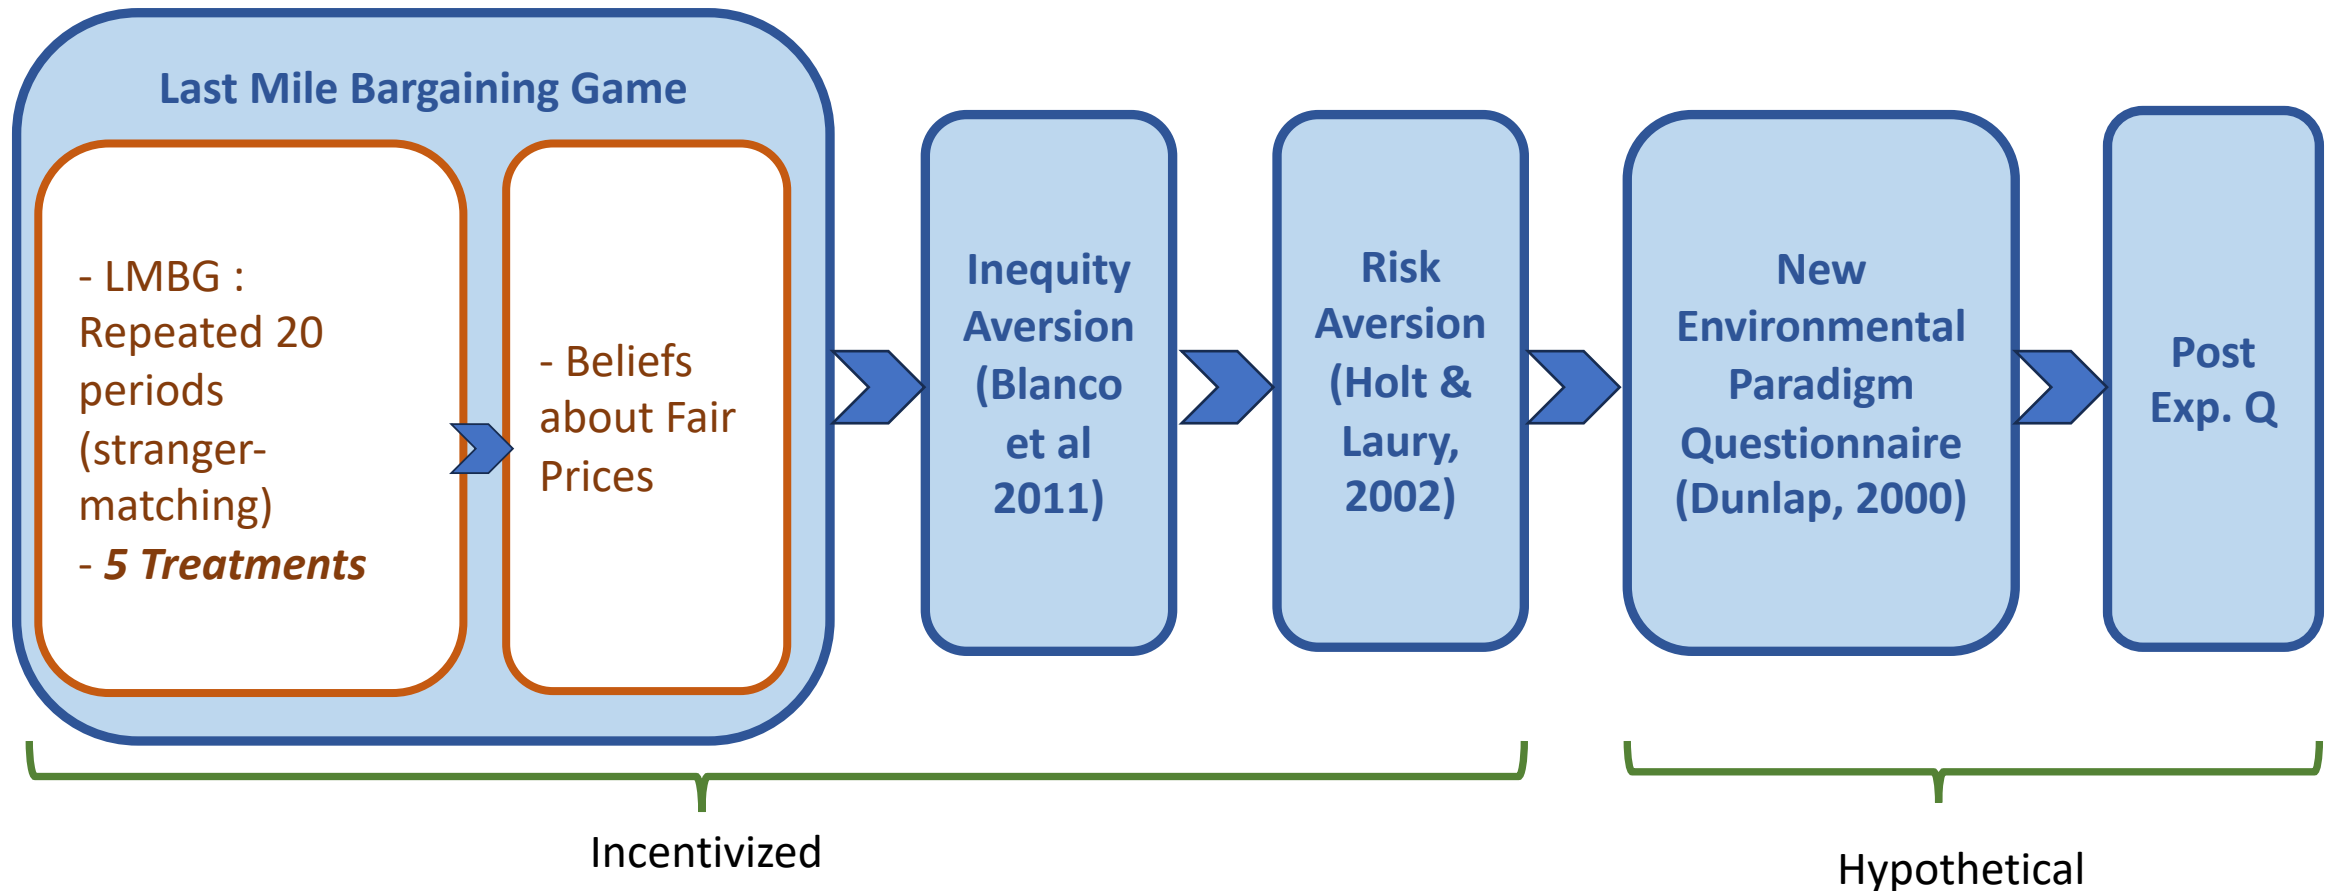 Last Mile Bargaining Game
- LMBG :
Repeated 20
periods
(stranger-
matching)
- 5 Treatments
- Beliefs
about Fair
Prices
Inequity
Aversion
(Blanco
et al
2011)
Risk
Aversion
(Holt &
Laury,
2002)
New
Environmental
Paradigm
Questionnaire
(Dunlap, 2000)
Post
Exp. Q
Incentivized
Hypothetical